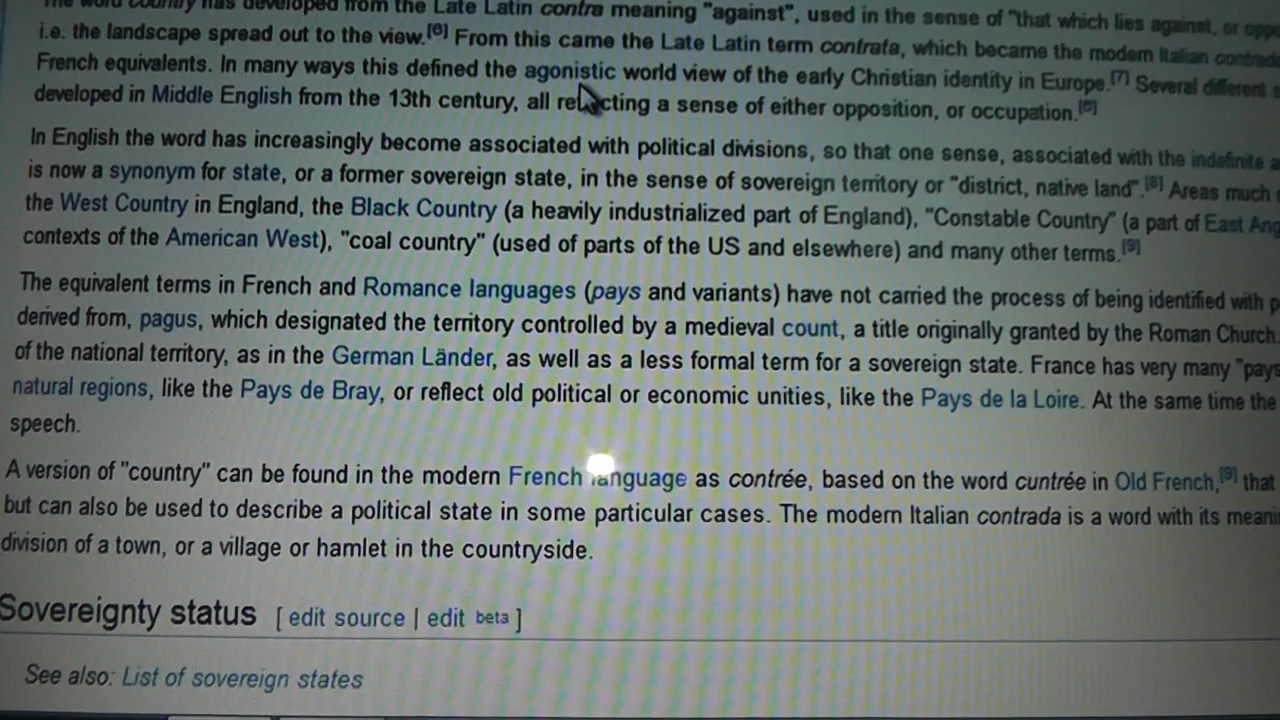 The word country has developed from the Late Latin contra meaning "against", used in the sense of "that which lies against, or
i.e. the landscape spread out to the view.[6] From this came the Late Latin term contrata, which became the modern Italian
French equivalents. In many ways this defined the agonistic world view of the early Christian identity in Europe.[7] Several different
developed in Middle English from the 13th century, all cting a sense of either opposition, or occupation.[6]
In English the word has increasingly become associated with political divisions, so that one sense, associated with the indefinite
is now a synonym for state, or a former sovereign state, in the sense of sovereign territory or "district, native land".[8] Areas much
the West Country in England, the Black Country (a heavily industrialized part of England), "Constable Country" (a part of East Ang
contexts of the American West), "coal country" (used of parts of the US and elsewhere) and many other terms.[9]
The equivalent terms in French and Romance languages (pays and variants) have not carried the process of being identified with p
derived from, pagus, which designated the territory controlled by a medieval count, a title originally granted by the Roman Church.
of the national territory, as in the German Länder, as well as a less formal term for a sovereign state. France has very many "pays
natural regions, like the Pays de Bray, or reflect old political or economic unities, like the Pays de la Loire. At the same time the
speech.
A version of "country" can be found in the modern French language as contrée, based on the word cuntrée in Old French,[9] that
but can also be used to describe a political state in some particular cases. The modern Italian contrada is a word with its meani
division of a town, or a village or hamlet in the countryside.
Sovereignty status [ edit source | edit beta ]
See also: List of sovereign states